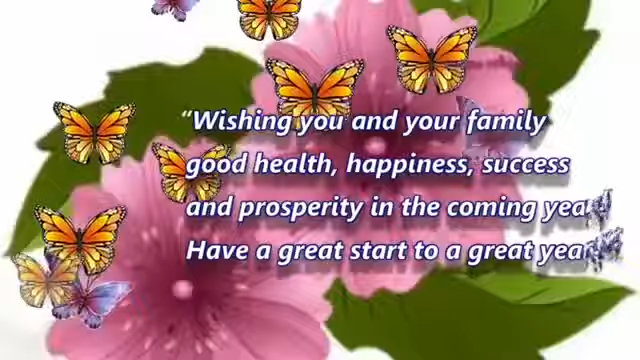 “Wishing you and your family
good health, happiness, success
and prosperity in the coming yea
Have a great start to a great yea